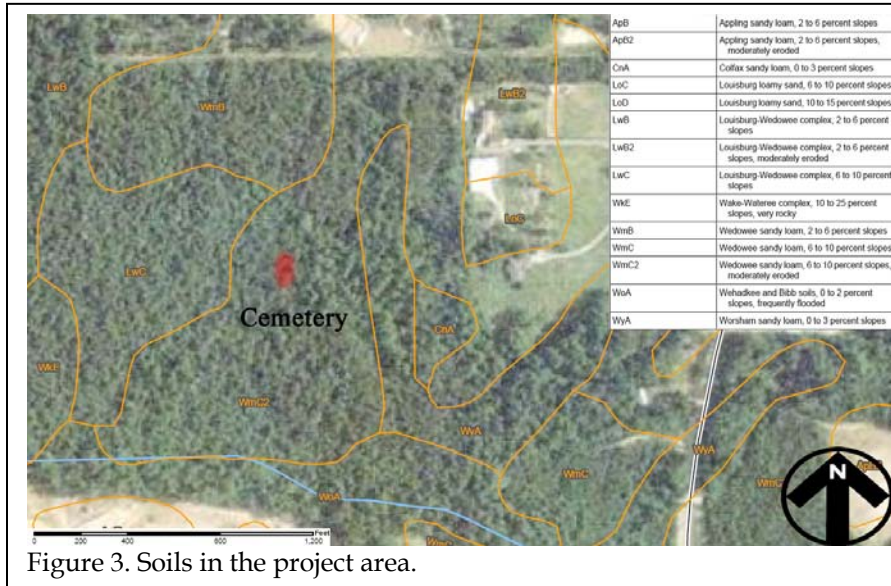 ApB Appling sandy loam, 2 to 6 percent slopes
ApB2 Appling sandy loam, 2 to 6 percent slopes,
moderately eroded
CnA Colfax sandy loam, 0 to 3 percent slopes
LoC Louisburg loamy sand, 6 to 10 percent slopes
LoD Louisburg loamy sand, 10 to 15 percent slopes
LwB Louisburg-Wedowee complex, 2 to 6 percent
slopes
LwB2 Louisburg-Wedowee complex, 2 to 6 percent
slopes, moderately eroded
LwC Louisburg-Wedowee complex, 6 to 10 percent
slopes
WkE Wake-Wateree complex, 10 to 25 percent
slopes, very rocky
WmB Wedowee sandy loam, 2 to 6 percent slopes
WmC Wedowee sandy loam, 6 to 10 percent slopes
WmC2 Wedowee sandy loam, 6 to 10 percent slopes,
moderately eroded
WoA Wehadkee and Bibb soils, 0 to 2 percent
slopes, frequently flooded
WyA Worsham sandy loam, 0 to 3 percent slopes
LwB
WmB
LwB2
LoC
LwC
Cemetery
CnA
WkE
WmC2
WyA
WyA
WmC
WoA
N
Feet
0 200 400 800 1,200
Figure 3. Soils in the project area.